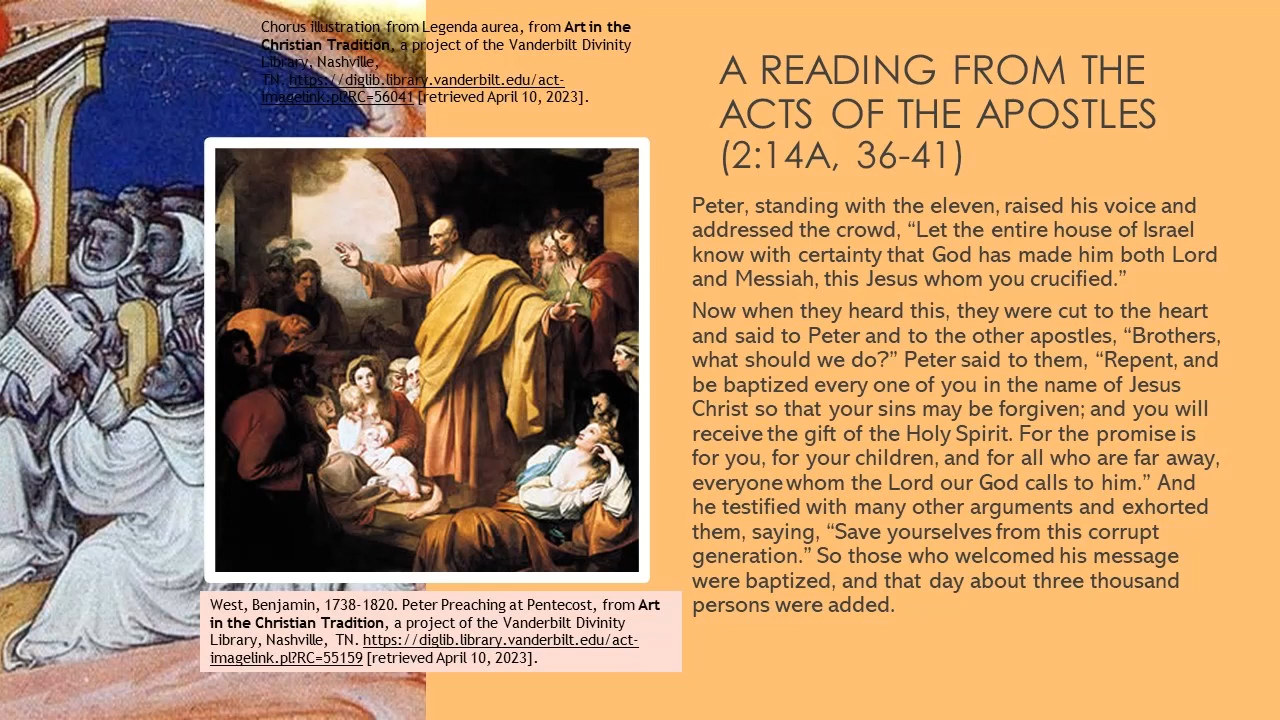 Chorus illustration from Legenda aurea, from Art in the
Christian Tradition, a project of the Vanderbilt Divinity
Library, Nashville,
TN. https://diglib.library.vanderbilt.edu/act-
imagelink.pl?RC=56041 [retrieved April 10, 2023].
West, Benjamin, 1738-1820. Peter Preaching at Pentecost, from Art
in the Christian Tradition, a project of the Vanderbilt Divinity
Library, Nashville, TN. https://diglib.library.vanderbilt.edu/act-
imagelink.pl?RC=55159 [retrieved April 10, 2023].
A READING FROM THE
ACTS OF THE APOSTLES
(2:14A, 36-41)
Peter, standing with the eleven, raised his voice and
addressed the crowd, “Let the entire house of Israel
know with certainty that God has made him both Lord
and Messiah, this Jesus whom you crucified.”
Now when they heard this, they were cut to the heart
and said to Peter and to the other apostles, “Brothers,
what should we do?” Peter said to them, “Repent, and
be baptized every one of you in the name of Jesus
Christ so that your sins may be forgiven; and you will
receive the gift of the Holy Spirit. For the promise is
for you, for your children, and for all who are far away,
everyone whom the Lord our God calls to him.” And
he testified with many other arguments and exhorted
them, saying, “Save yourselves from this corrupt
generation.” So those who welcomed his message
were baptized, and that day about three thousand
persons were added.